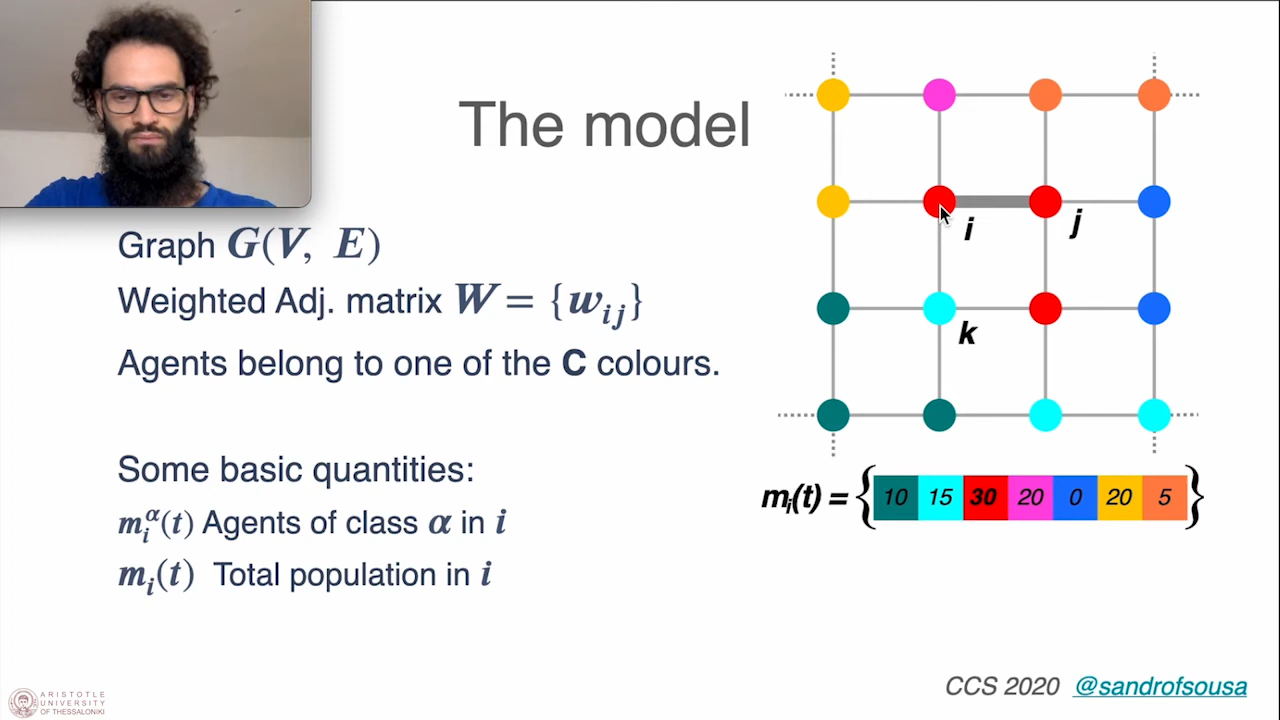 The model
Graph G(V, E)
Weighted Adj. matrix W = {w_ij}
Agents belong to one of the C colours.
Some basic quantities:
m_i^α(t) Agents of class α in i
m_i(t) Total population in i
i
j
k
m_i(t) = {10 15 30 20 0 20 5}
CCS 2020 @sandrofsousa
ARISTOTLE
UNIVERSITY
OF THESSALONIKI